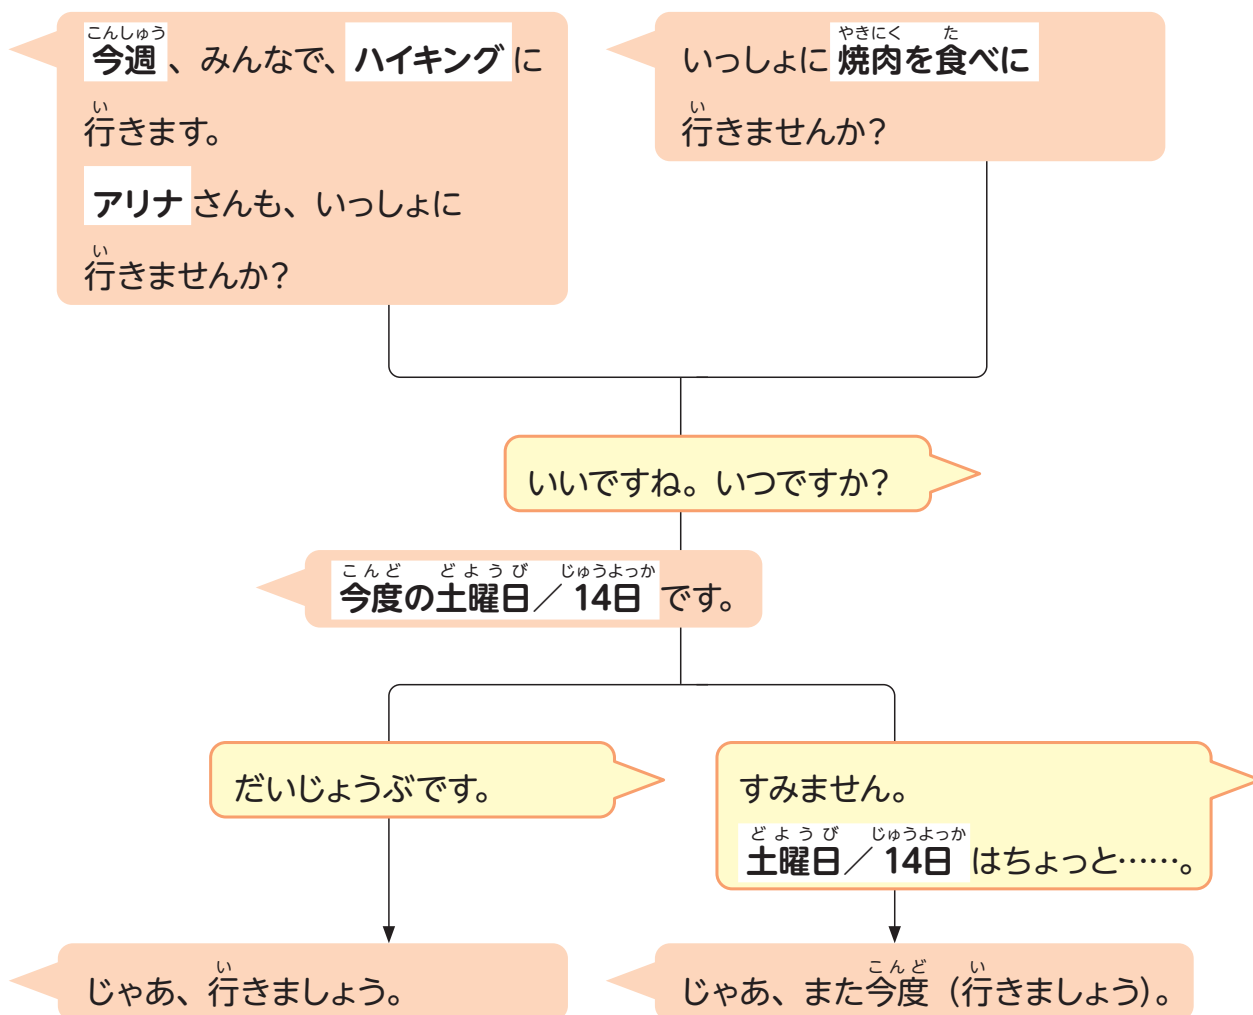 こんしゅう
今週、みんなで、ハイキングに
い
行きます。
アリナさんも、いっしょに
い
行きませんか?
やきにく た
いっしょに焼肉を食べに
い
行きませんか?
いいですね。いつですか?
こんど どようび じゅうよっか
今度の土曜日/14日です。
だいじょうぶです。
すみません。
どようび じゅうよっか
土曜日/14日はちょっと……。
い
じゃあ、行きましょう。
こんど い
じゃあ、また今度(行きましょう)。